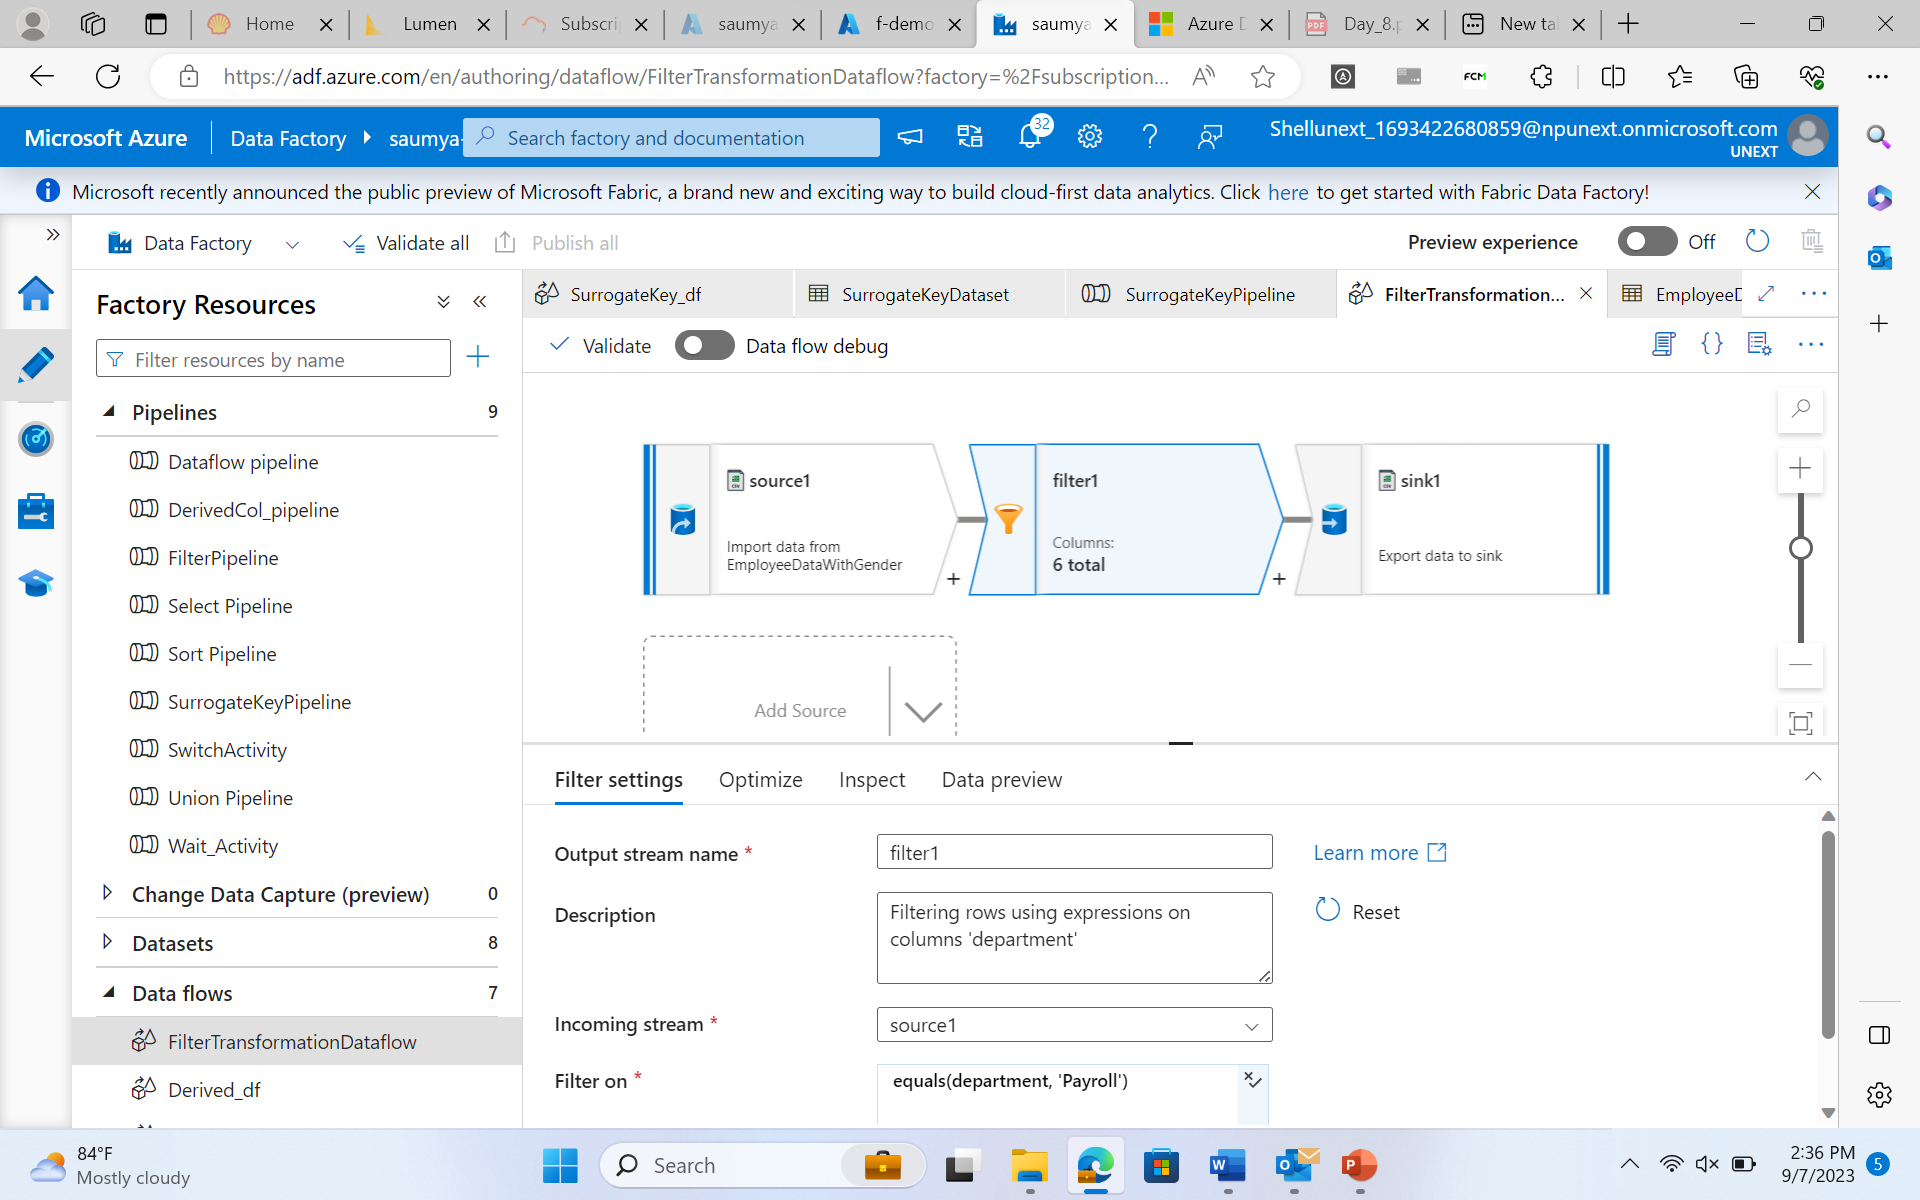 Home
Lumen
Subscri
saumya
f-demo
saumya
Azure D
Day_8.p
New tab
https://adf.azure.com/en/authoring/dataflow/FilterTransformationDataflow?factory=%2Fsubscription...
FCM
Microsoft Azure
Data Factory
saumya-
Search factory and documentation
32
Shellunext_1693422680859@npunext.onmicrosoft.com
UNEXT
Microsoft recently announced the public preview of Microsoft Fabric, a brand new and exciting way to build cloud-first data analytics. Click here to get started with Fabric Data Factory!
Data Factory
Validate all
Publish all
Preview experience
Off
Factory Resources
Filter resources by name
Pipelines
9
Dataflow pipeline
DerivedCol_pipeline
FilterPipeline
Select Pipeline
Sort Pipeline
SurrogateKeyPipeline
SwitchActivity
Union Pipeline
Wait_Activity
Change Data Capture (preview)
0
Datasets
8
Data flows
7
FilterTransformationDataflow
Derived_df
SurrogateKey_df
SurrogateKeyDataset
SurrogateKeyPipeline
FilterTransformation...
EmployeeD
Validate
Data flow debug
source1
Import data from
EmployeeDataWithGender
filter1
Columns:
6 total
sink1
Export data to sink
Add Source
Filter settings
Optimize
Inspect
Data preview
Output stream name *
filter1
Learn more
Description
Filtering rows using expressions on
columns 'department'
Reset
Incoming stream *
source1
Filter on *
equals(department, 'Payroll')
84°F
Mostly cloudy
Search
2:36 PM
9/7/2023
5